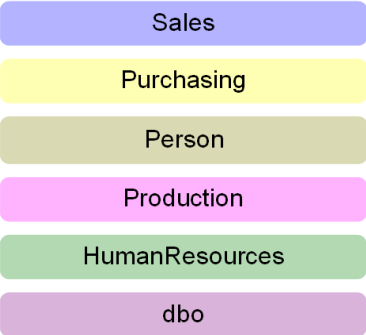 Sales
Purchasing
Person
Production
HumanResources
dbo